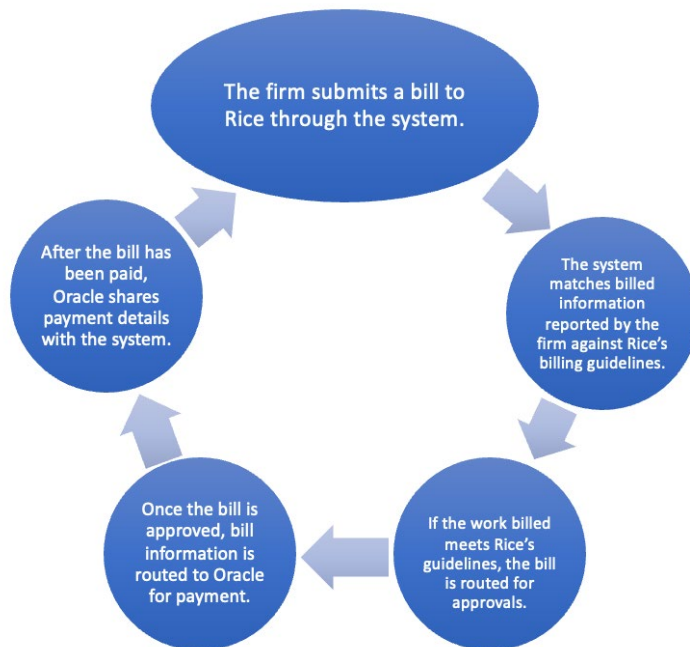 The firm submits a bill to
Rice through the system.
The system
matches billed
information
reported by the
firm against Rice’s
billing guidelines.
If the work billed
meets Rice’s
guidelines, the bill
is routed for
approvals.
Once the bill is
approved, bill
information is
routed to Oracle
for payment.
After the bill has
been paid,
Oracle shares
payment details
with the system.